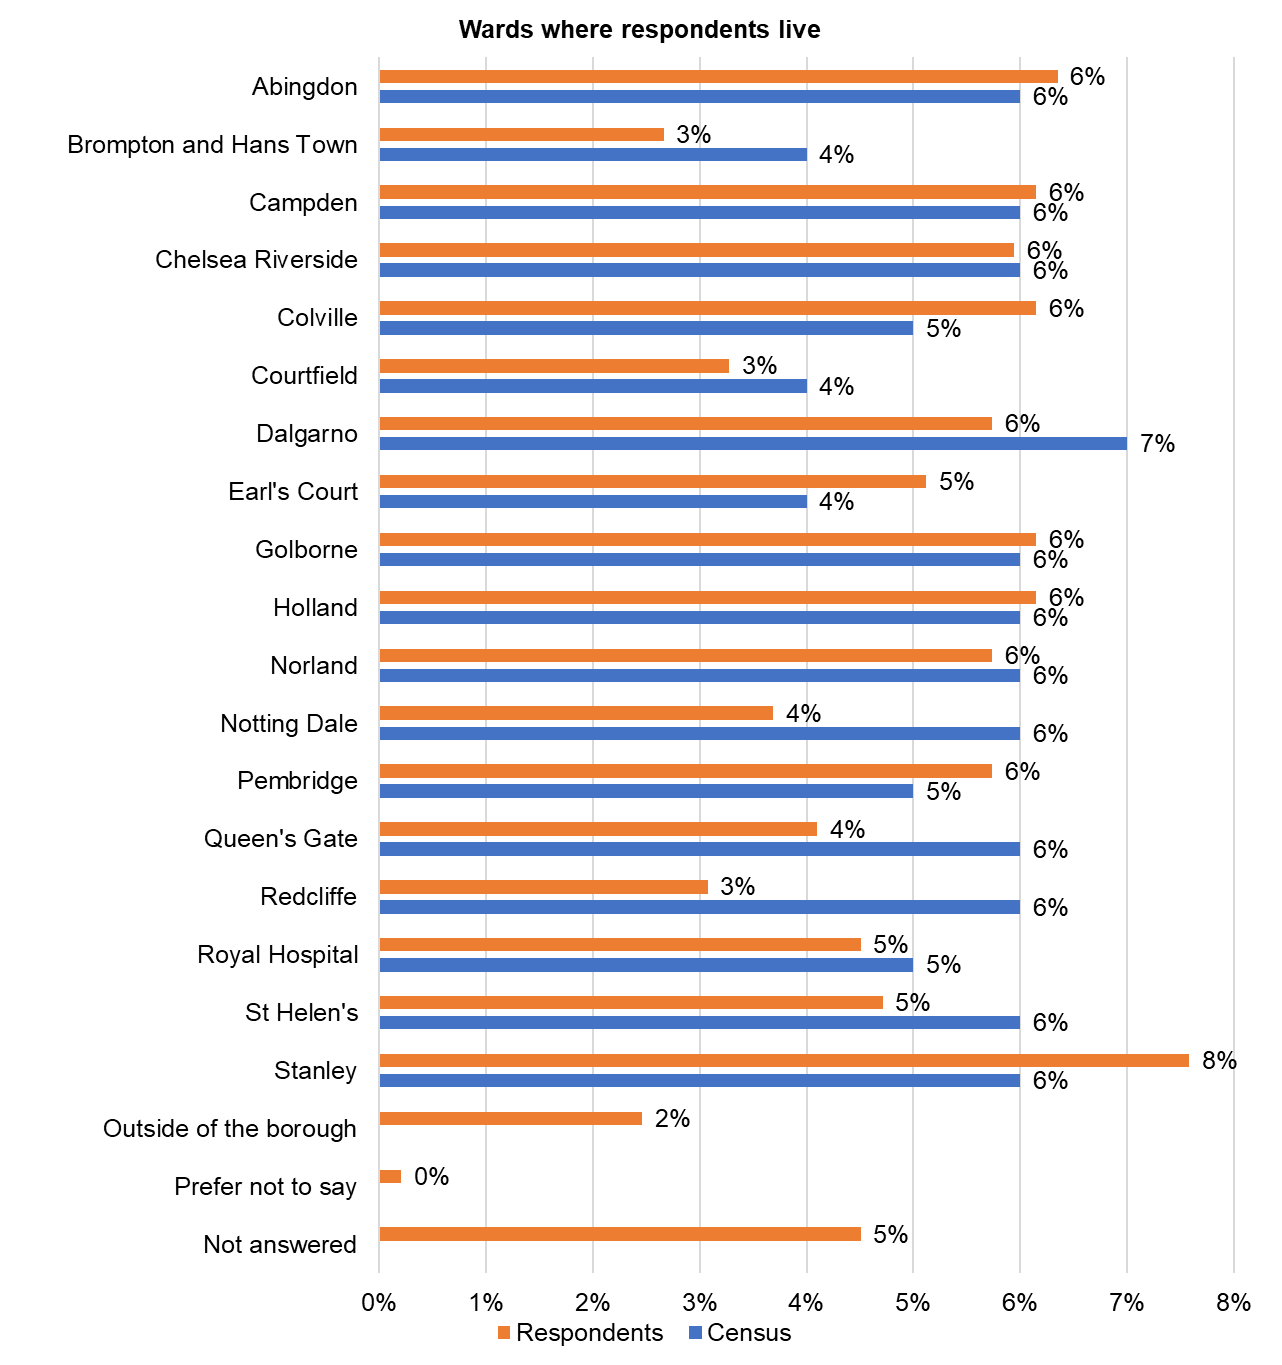 Wards where respondents live
Abingdon 6%
6%
Brompton and Hans Town 3%
4%
Campden 6%
6%
Chelsea Riverside 6%
6%
Colville 6%
5%
Courtfield 3%
4%
Dalgarno 6%
7%
Earl's Court 5%
4%
Golborne 6%
6%
Holland 6%
6%
Norland 6%
6%
Notting Dale 4%
6%
Pembridge 6%
5%
Queen's Gate 4%
6%
Redcliffe 3%
6%
Royal Hospital 5%
5%
St Helen's 5%
6%
Stanley 8%
6%
Outside of the borough 2%
Prefer not to say 0%
Not answered 5%
0% 1% 2% 3% 4% 5% 6% 7% 8%
Respondents Census